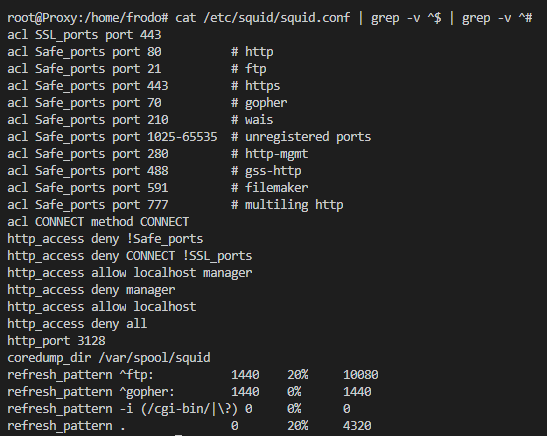 root@Proxy:/home/frodo# cat /etc/squid/squid.conf | grep -v ^$ | grep -v ^#
acl SSL_ports port 443
acl Safe_ports port 80          # http
acl Safe_ports port 21          # ftp
acl Safe_ports port 443         # https
acl Safe_ports port 70          # gopher
acl Safe_ports port 210         # wais
acl Safe_ports port 1025-65535  # unregistered ports
acl Safe_ports port 280         # http-mgmt
acl Safe_ports port 488         # gss-http
acl Safe_ports port 591         # filemaker
acl Safe_ports port 777         # multiling http
acl CONNECT method CONNECT
http_access deny !Safe_ports
http_access deny CONNECT !SSL_ports
http_access allow localhost manager
http_access deny manager
http_access allow localhost
http_access deny all
http_port 3128
coredump_dir /var/spool/squid
refresh_pattern ^ftp:           1440    20%     10080
refresh_pattern ^gopher:        1440    0%      1440
refresh_pattern -i (/cgi-bin/|\?) 0     0%      0
refresh_pattern .               0       20%     4320